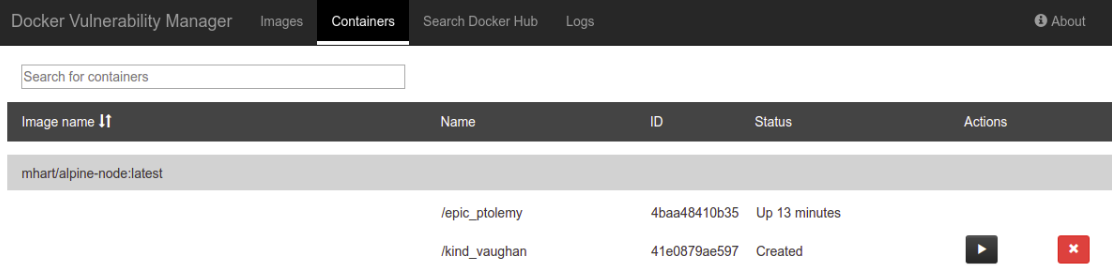 Docker Vulnerability Manager Images Containers Search Docker Hub Logs About
Search for containers
Image name Name ID Status Actions
mhart/alpine-node:latest
/epic_ptolemy 4baa48410b35 Up 13 minutes
/kind_vaughan 41e0879ae597 Created